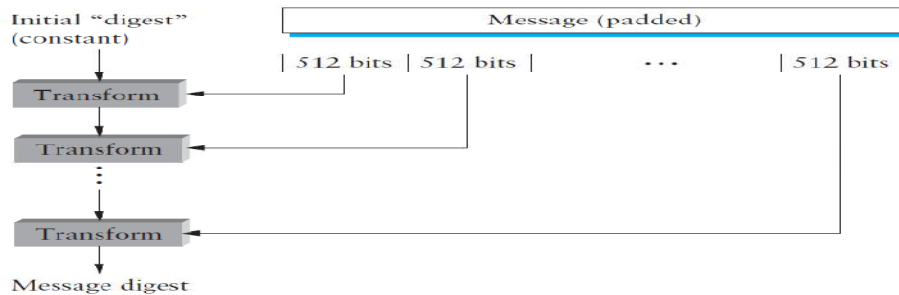 Initial “digest”
(constant)
Message (padded)
512 bits 512 bits ... 512 bits
Transform
Transform
Transform
Message digest